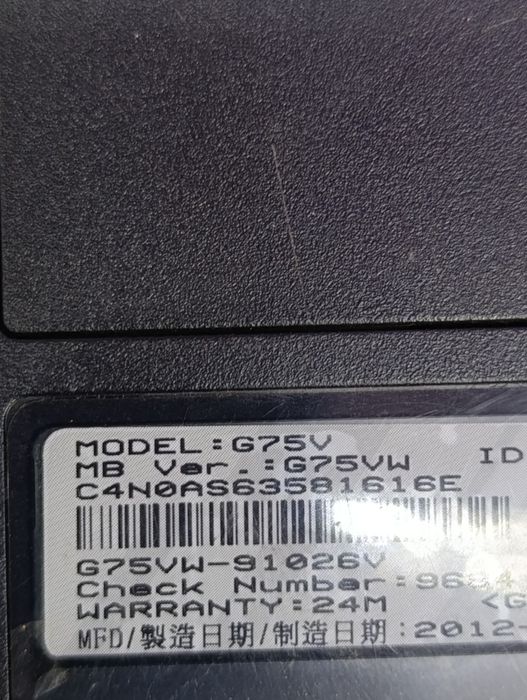 MODEL:G75V
MB Ver.:G75VW ID
C4N0AS63581616E
G75VW-91026V
Check Number:
WARRANTY:24M <G
MFD/製造日期/制造日期:2012-